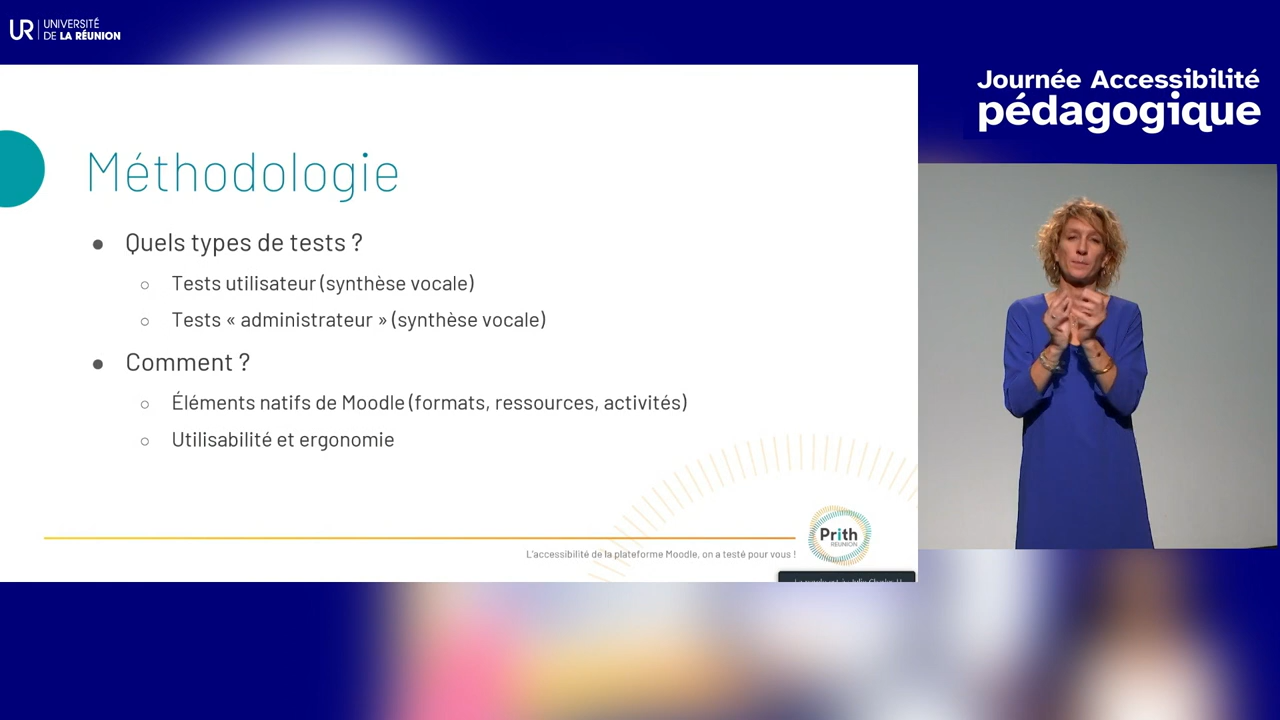 UR UNIVERSITÉ
DE LA RÉUNION
Journée Accessibilité
pédagogique
Méthodologie
● Quels types de tests ?
○ Tests utilisateur (synthèse vocale)
○ Tests « administrateur » (synthèse vocale)
● Comment ?
○ Éléments natifs de Moodle (formats, ressources, activités)
○ Utilisabilité et ergonomie
Prith
RÉUNION
L'accessibilité de la plateforme Moodle, on a testé pour vous !